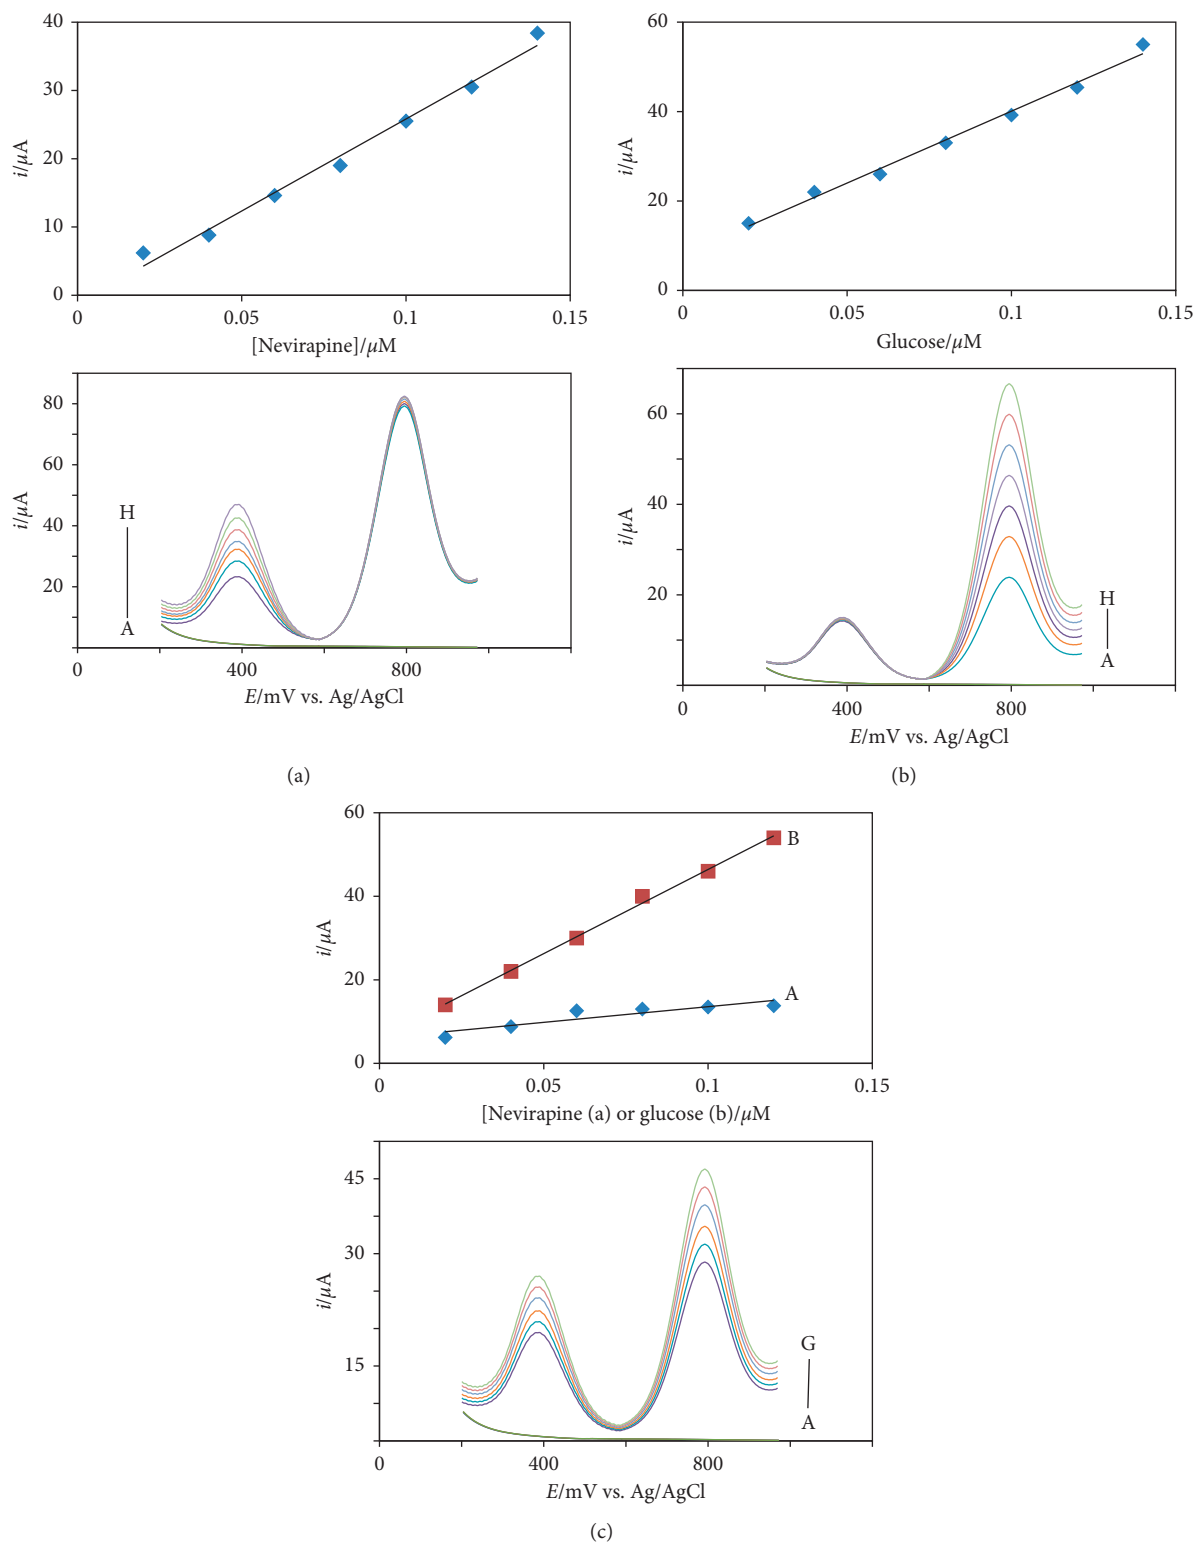 40
30
20
10
0
i/μA
0
0.05
0.1
0.15
[Nevirapine]/μM
80
60
40
20
i/μA
H
A
0
400
800
E/mV vs. Ag/AgCl
(a)
60
40
20
0
i/μA
0
0.05
0.1
0.15
Glucose/μM
60
40
20
i/μA
H
A
0
400
800
E/mV vs. Ag/AgCl
(b)
60
40
20
0
i/μA
B
A
0
0.05
0.1
0.15
[Nevirapine (a) or glucose (b)/μM
45
30
15
i/μA
G
A
0
400
800
E/mV vs. Ag/AgCl
(c)